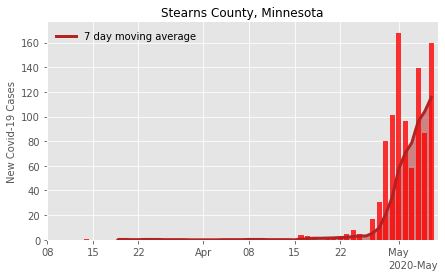 Stearns County, Minnesota
7 day moving average
New Covid-19 Cases
160
140
120
100
80
60
40
20
0
08 15 22 Apr 08 15 22 May
2020-May